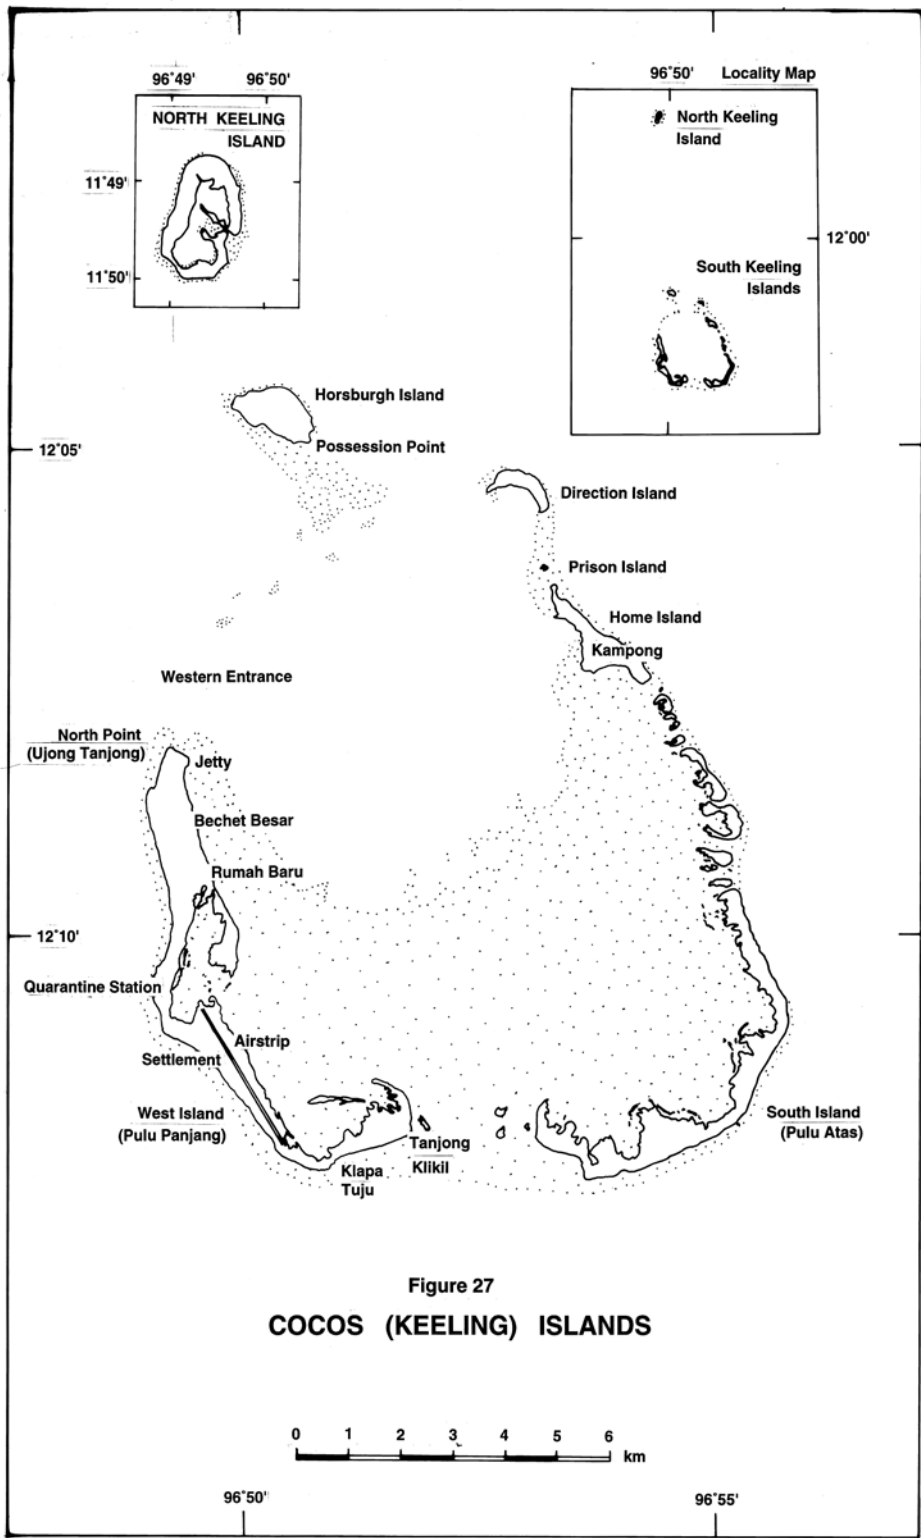 96°49' 96°50'
NORTH KEELING
ISLAND
11°49'
11°50'
96°50' Locality Map
North Keeling
Island
12°00'
South Keeling
Islands
Horsburgh Island
12°05'
Possession Point
Direction Island
Prison Island
Home Island
Kampong
Western Entrance
North Point
(Ujong Tanjong)
Jetty
Bechet Besar
Rumah Baru
12°10'
Quarantine Station
Airstrip
Settlement
West Island
(Pulu Panjang)
South Island
(Pulu Atas)
Tanjong
Klikil
Klapa
Tuju
Figure 27
COCOS (KEELING) ISLANDS
0 1 2 3 4 5 6
km
96°50' 96°55'